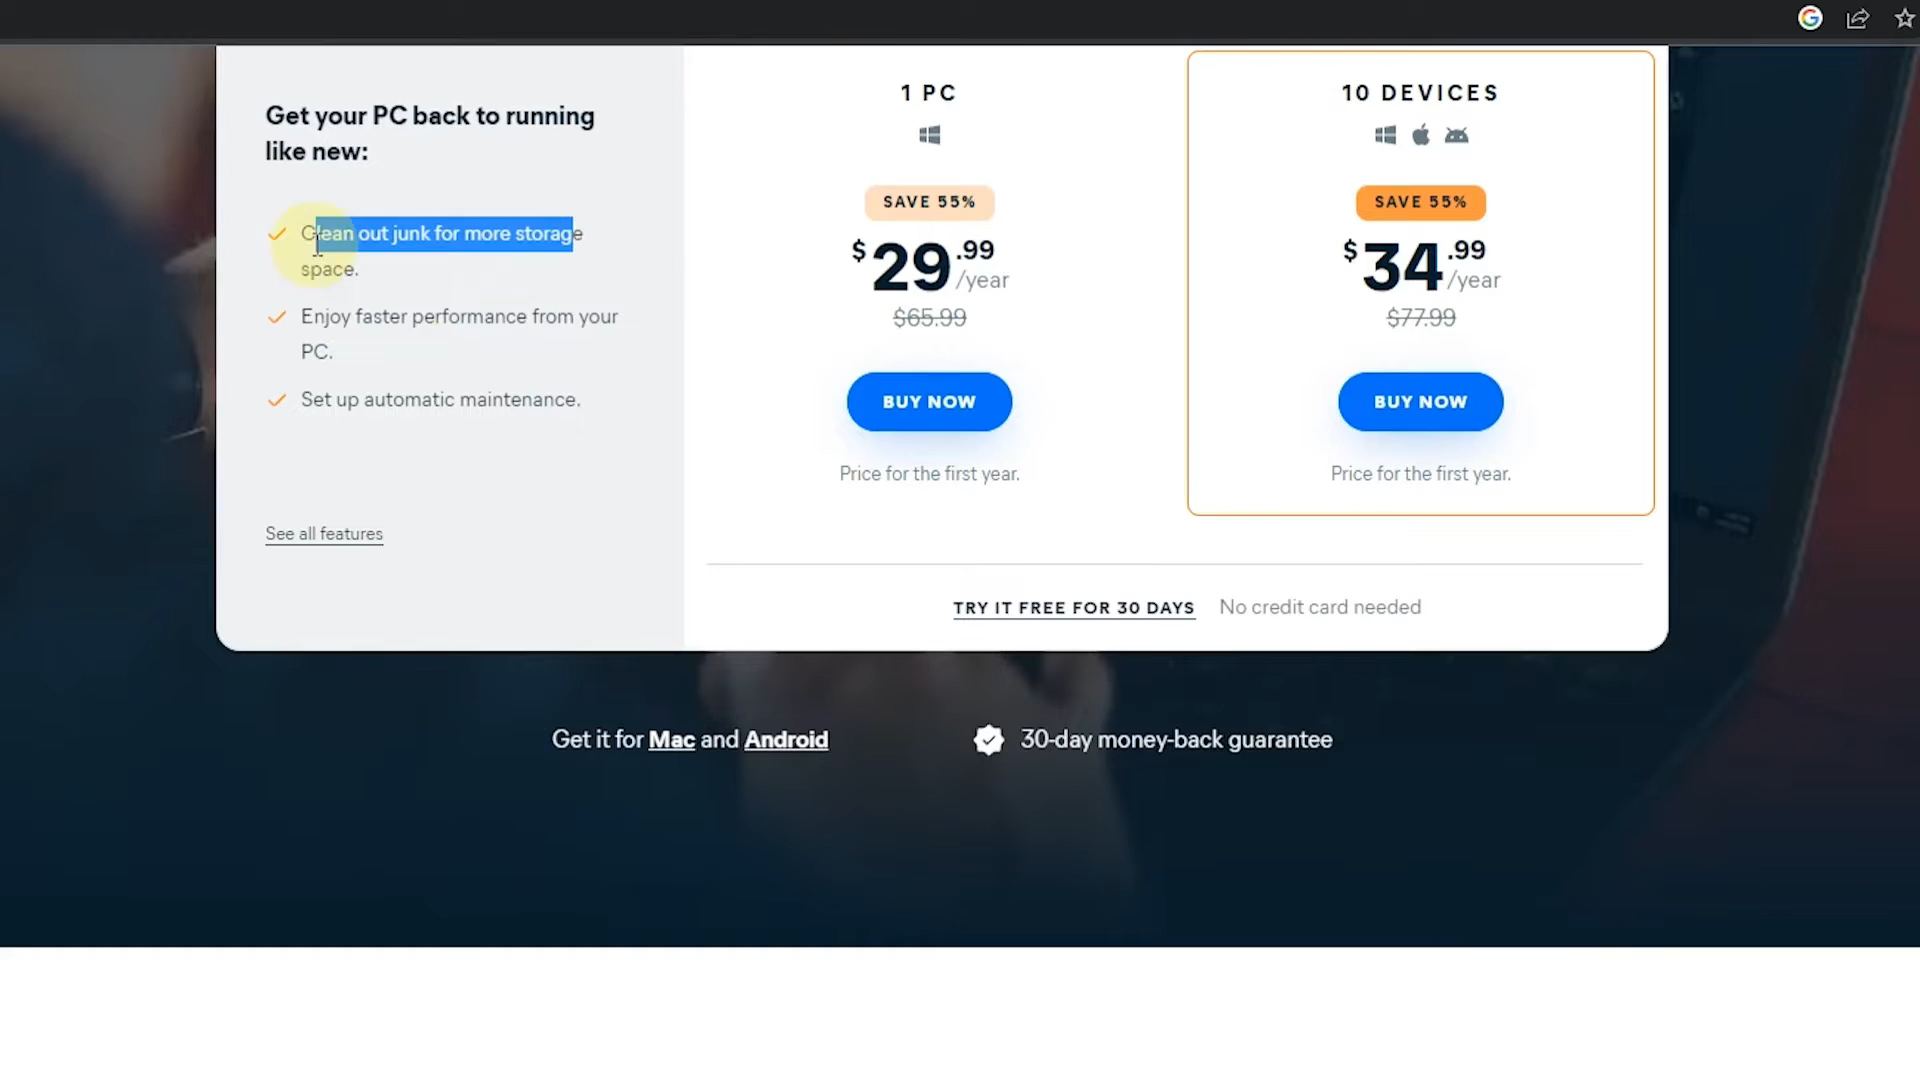 Get your PC back to running
like new:
Clean out junk for more storage
space.
Enjoy faster performance from your
PC.
Set up automatic maintenance.
See all features
1 PC
SAVE 55%
$29.99/year
$65.99
BUY NOW
Price for the first year.
10 DEVICES
SAVE 55%
$34.99/year
$77.99
BUY NOW
Price for the first year.
TRY IT FREE FOR 30 DAYS No credit card needed
Get it for Mac and Android
30-day money-back guarantee